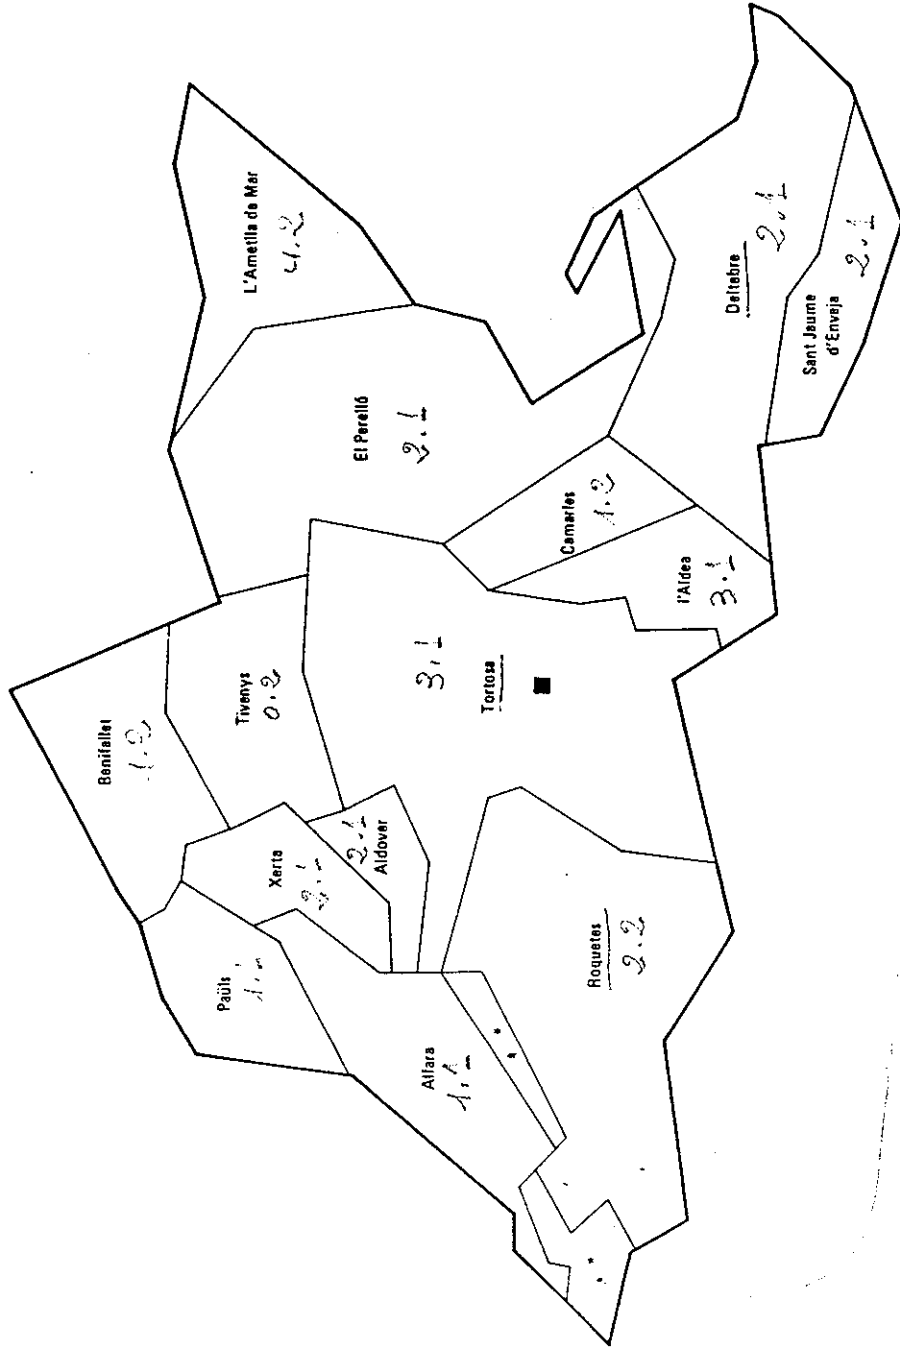 L'Ametlla de Mar
4.2
Benifallet
1.2
Tivenys
0.2
El Perelló
2.1
Paüls
Xerta
2.1
Aldover
3.1
Tortosa
Alfara
1.1
Camarles
1.2
l'Aldea
3.1
Deltebre
2.1
Sant Jaume
d'Enveja
2.1
Roquetes
2.2